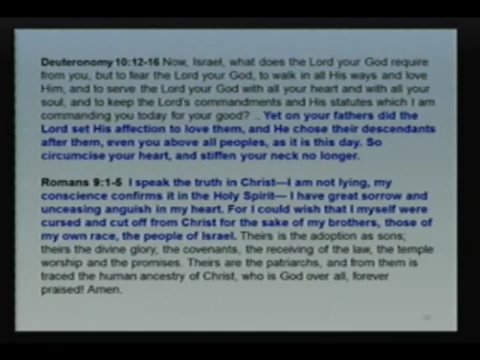 Deuteronomy 10:12-16 Now, Israel, what does the Lord your God require
from you, but to fear the Lord your God, to walk in all His ways and love
Him, and to serve the Lord your God with all your heart and with all your
soul, and to keep the Lord's commandments and His statutes which I am
commanding you today for your good? .. Yet on your fathers did the
Lord set His affection to love them, and He chose their descendants
after them, even you above all peoples, as it is this day. So
circumcise your heart, and stiffen your neck no longer.
Romans 9:1-5 I speak the truth in Christ—I am not lying, my
conscience confirms it in the Holy Spirit— I have great sorrow and
unceasing anguish in my heart. For I could wish that I myself were
cursed and cut off from Christ for the sake of my brothers, those of
my own race, the people of Israel. Theirs is the adoption as sons;
theirs the divine glory, the covenants, the receiving of the law, the temple
worship and the promises. Theirs are the patriarchs, and from them is
traced the human ancestry of Christ, who is God over all, forever
praised! Amen.